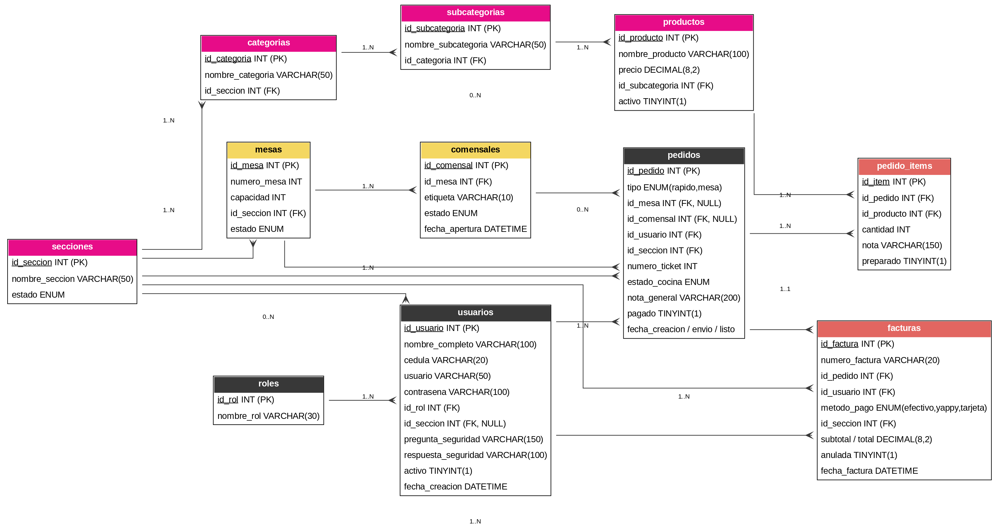 subcategorias
id_subcategoria INT (PK)
nombre_subcategoria VARCHAR(50)
id_categoria INT (FK)
productos
id_producto INT (PK)
nombre_producto VARCHAR(100)
precio DECIMAL(8,2)
id_subcategoria INT (FK)
activo TINYINT(1)
categorias
id_categoria INT (PK)
nombre_categoria VARCHAR(50)
id_seccion INT (FK)
1..N
1..N
0..N
1..N
mesas
id_mesa INT (PK)
numero_mesa INT
capacidad INT
id_seccion INT (FK)
estado ENUM
1..N
comensales
id_comensal INT (PK)
id_mesa INT (FK)
etiqueta VARCHAR(10)
estado ENUM
fecha_apertura DATETIME
0..N
pedidos
id_pedido INT (PK)
tipo ENUM(rapido,mesa)
id_mesa INT (FK, NULL)
id_comensal INT (FK, NULL)
id_usuario INT (FK)
id_seccion INT (FK)
numero_ticket INT
estado_cocina ENUM
nota_general VARCHAR(200)
pagado TINYINT(1)
fecha_creacion / envio / listo
1..N
1..N
pedido_items
id_item INT (PK)
id_pedido INT (FK)
id_producto INT (FK)
cantidad INT
nota VARCHAR(150)
preparado TINYINT(1)
1..N
secciones
id_seccion INT (PK)
nombre_seccion VARCHAR(50)
estado ENUM
1..N
1..1
0..N
usuarios
id_usuario INT (PK)
nombre_completo VARCHAR(100)
cedula VARCHAR(20)
usuario VARCHAR(50)
contrasena VARCHAR(100)
id_rol INT (FK)
id_seccion INT (FK, NULL)
pregunta_seguridad VARCHAR(150)
respuesta_seguridad VARCHAR(100)
activo TINYINT(1)
fecha_creacion DATETIME
1..N
facturas
id_factura INT (PK)
numero_factura VARCHAR(20)
id_pedido INT (FK)
id_usuario INT (FK)
metodo_pago ENUM(efectivo,yappy,tarjeta)
id_seccion INT (FK)
subtotal / total DECIMAL(8,2)
anulada TINYINT(1)
fecha_factura DATETIME
roles
id_rol INT (PK)
nombre_rol VARCHAR(30)
1..N
1..N
1..N